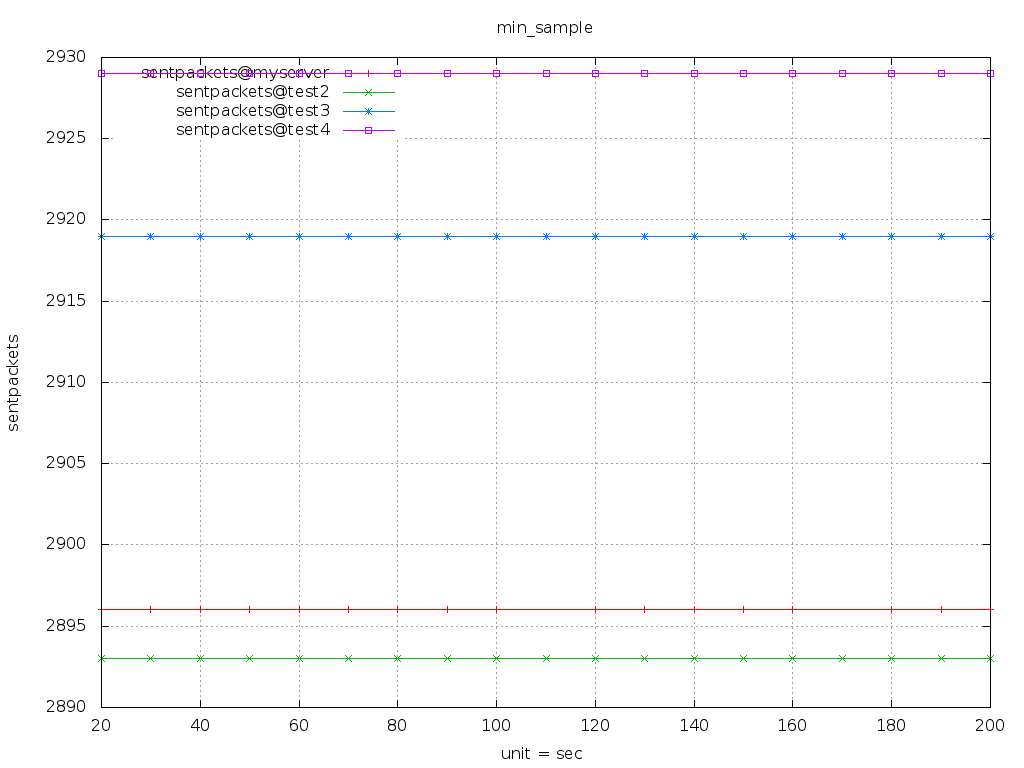 min_sample
2930
sentpackets@myserver
sentpackets@test2
sentpackets@test3
sentpackets@test4
2925
2920
2915
2910
2905
2900
2895
2890
sentpackets
20 40 60 80 100 120 140 160 180 200
unit = sec